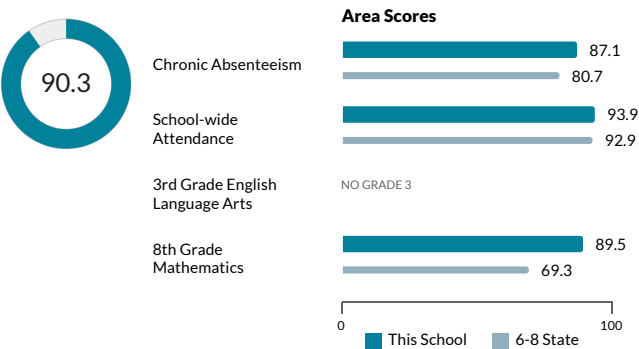 Area Scores
90.3
Chronic Absenteeism
87.1
80.7
School-wide
Attendance
93.9
92.9
3rd Grade English
Language Arts
NO GRADE 3
8th Grade
Mathematics
89.5
69.3
0
100
This School
6-8 State